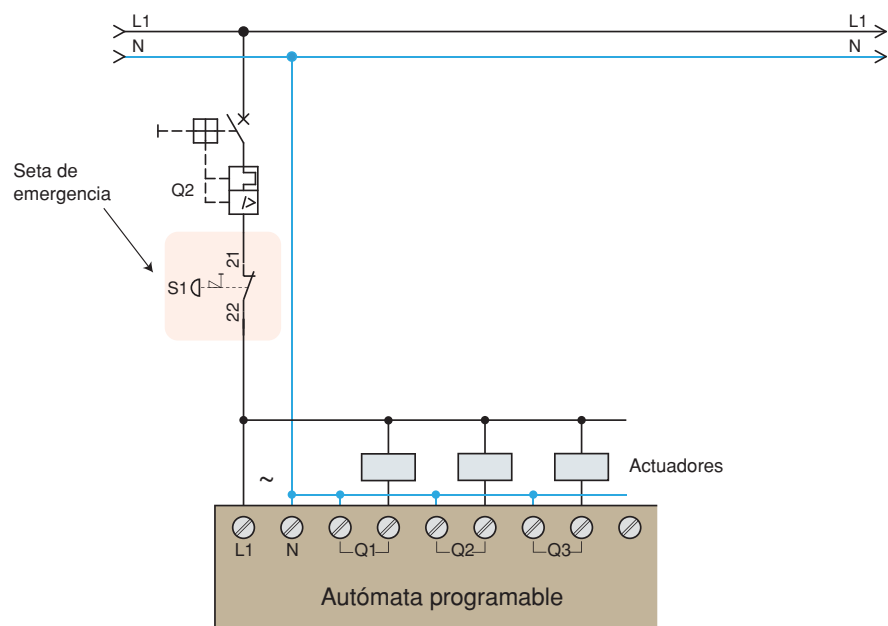 L1
L1
N
N
Seta de
emergencia
Q2
I>
21
S1
22
Actuadores
~
L1
N
Q1
Q2
Q3
Autómata programable